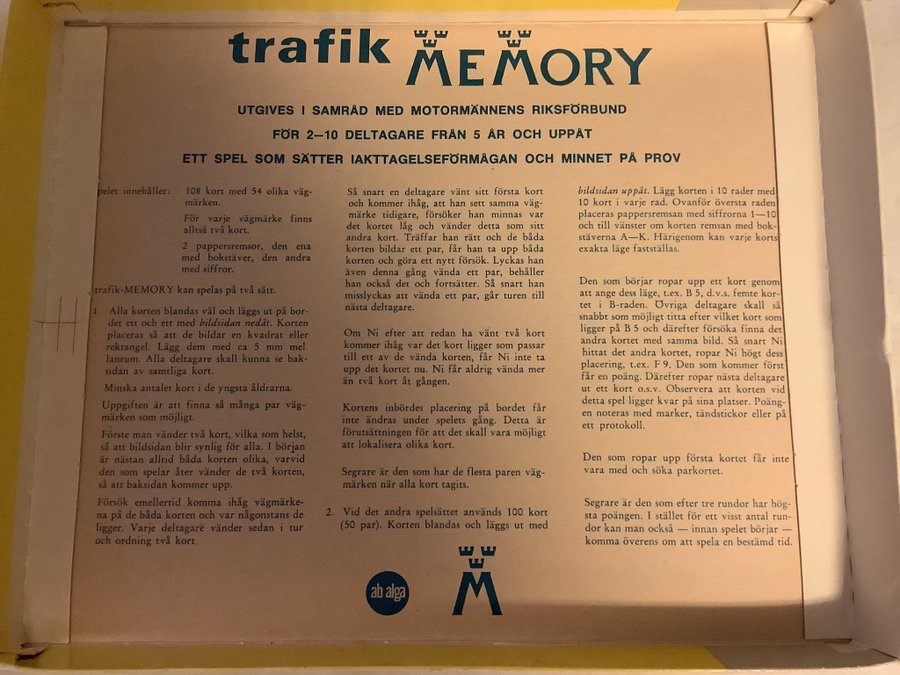 trafik MEMORY
UTGIVES I SAMRÅD MED MOTORMÄNNENS RIKSFÖRBUND
FÖR 2—10 DELTAGARE FRÅN 5 ÅR OCH UPPÅT
ETT SPEL SOM SÄTTER IAKTTAGELSEFÖRMÅGAN OCH MINNET PÅ PROV
pelet innehåller: 108 kort med 54 olika väg-
märken.
För varje vägmärke finns
alltså två kort.
2 pappersremsor, den ena
med bokstäver, den andra
med siffror.
trafik-MEMORY kan spelas på två sätt.
1. Alla korten blandas väl och läggs ut på bor-
det ett och ett med bildsidan nedåt. Korten
placeras så att de bildar en kvadrat eller
rektangel. Lägg dem med ca 5 mm mel
lanrum. Alla deltagare skall kunna se bak-
sidan av samtliga kort.
Minska antalet kort i de yngsta åldrarna.
Uppgiften är att finna så många par väg-
märken som möjligt.
Förste man vänder två kort, vilka som helst,
så att bildsidan blir synlig för alla. I början
är nästan alltid båda korten olika, varvid
den som spelar åter vänder de två korten,
så att baksidan kommer upp.
Försök emellertid komma ihåg vägmärke-
na på de båda korten och var någonstans de
ligger. Varje deltagare vänder sedan i tur
och ordning två kort.
Så snart en deltagare vänt sitt första kort
och kommer ihåg, att han sett samma väg-
märke tidigare, försöker han minnas var
det kortet låg och vänder detta som sitt
andra kort. Träffar han rätt och de båda
korten bildar ett par, får han ta upp båda
korten och göra ett nytt försök. Lyckas han
även denna gång vända ett par, behåller
han också det och fortsätter. Så snart han
misslyckas att vända ett par, går turen till
nästa deltagare.
Om Ni efter att redan ha vänt två kort
kommer ihåg var det kort ligger som passar
till ett av de vända korten, får Ni inte ta
upp det kortet nu. Ni får aldrig vända mer
än två kort åt gången.
Kortens inbördes placering på bordet får
inte ändras under spelets gång. Detta är
förutsättningen för att det skall vara möjligt
att lokalisera olika kort.
Segrare är den som har de flesta paren väg-
märken när alla kort tagits.
2. Vid det andra spelsättet används 100 kort
(50 par). Korten blandas och läggs ut med
bildsidan uppåt. Lägg korten i 10 rader med
10 kort i varje rad. Ovanför översta raden
placeras pappersremsan med siffrorna 1—10
och till vänster om korten remsan med bok-
stäverna A—K. Härigenom kan varje korts
exakta läge fastställas.
Den som börjar ropar upp ett kort genom
att ange dess läge, t.ex. B 5, d.v.s. femte kor-
tet i B-raden. Övriga deltagare skall så
snabbt som möjligt titta efter vilket kort som
ligger på B 5 och därefter försöka finna det
andra kortet med samma bild. Så snart Ni
hittat det andra kortet, ropar Ni högt dess
placering, t.ex. F 9. Den som kommer först
får en poäng. Därefter ropar nästa deltagare
ut ett kort o.s.v. Observera att korten vid
detta spel ligger kvar på sina platser. Poäng-
en noteras med marker, tändstickor eller på
ett protokoll.
Den som ropar upp första kortet får inte
vara med och söka parkortet.
Segrare är den som efter tre rundor har hög-
sta poängen. I stället för ett visst antal run-
dor kan man också — innan spelet börjar —
komma överens om att spela en bestämd tid.
ab alga
M